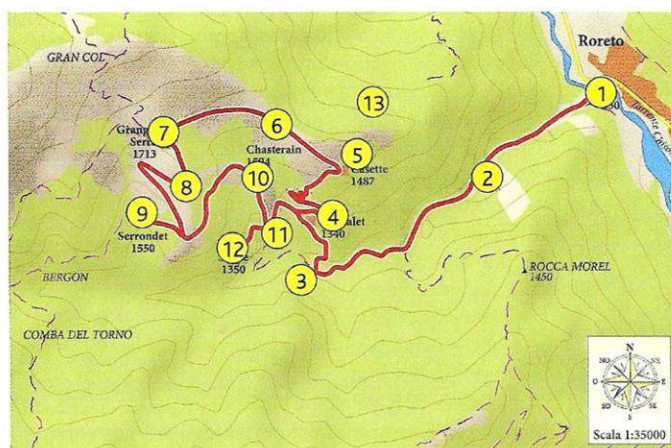 Roreto
GRAN COL
1
13
7
6
Serre
1713
Chasterain
5
Casette
1487
2
10
8
9
4
1340
Serrondet
1550
11
12
1350
3
ROCCA MOREL
1450
BERGON
COMBA DEL TORNO
N
NO
NE
O
E
SO
SE
S
Scala 1:35000